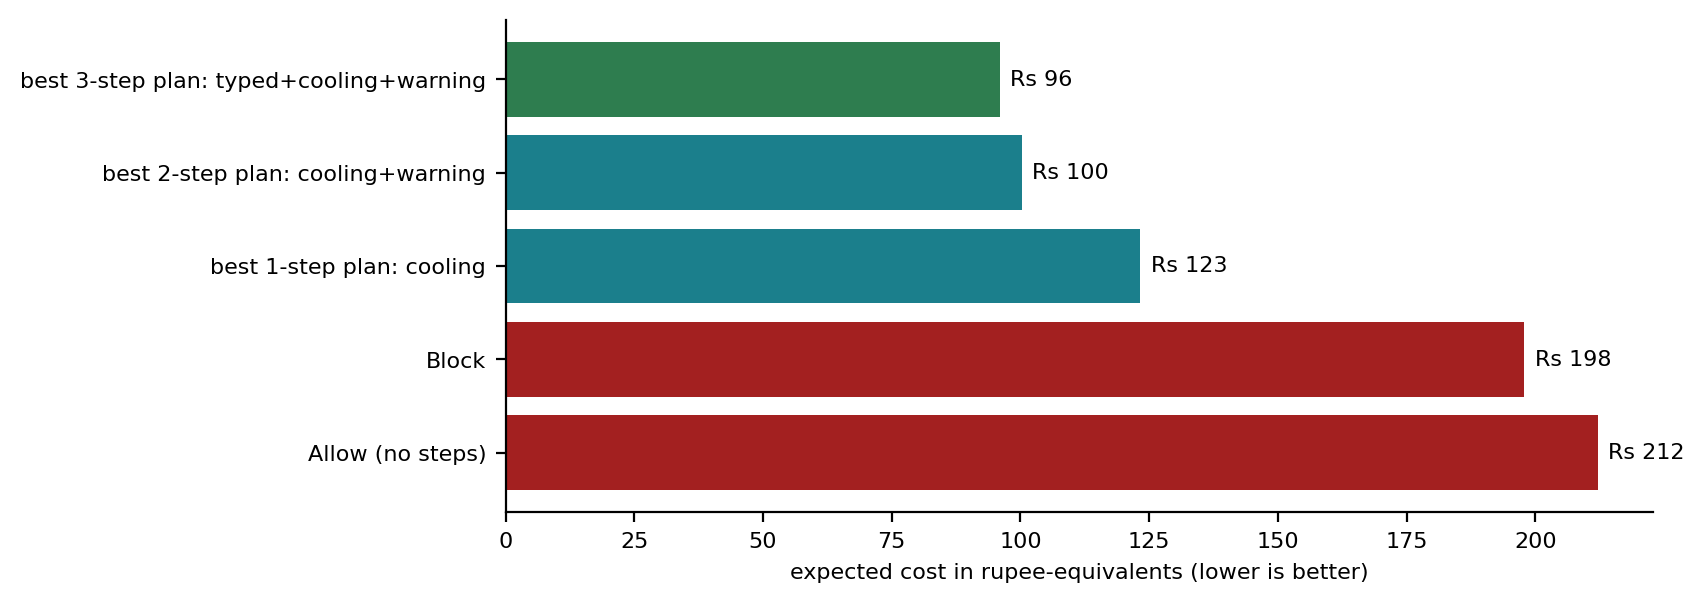 best 3-step plan: typed+cooling+warning
Rs 96
best 2-step plan: cooling+warning
Rs 100
best 1-step plan: cooling
Rs 123
Block
Rs 198
Allow (no steps)
Rs 212
0 25 50 75 100 125 150 175 200
expected cost in rupee-equivalents (lower is better)